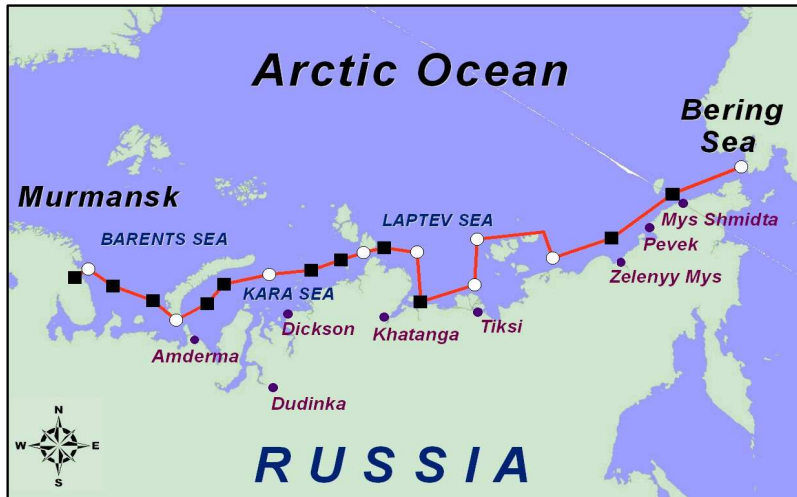 Arctic Ocean
Bering
Sea
Murmansk
BARENTS SEA
LAPTEV SEA
Mys Shmidta
Pevek
Zelenyy Mys
KARA SEA
Dickson
Khatanga
Tiksi
Amderma
Dudinka
N
W
E
S
RUSSIA